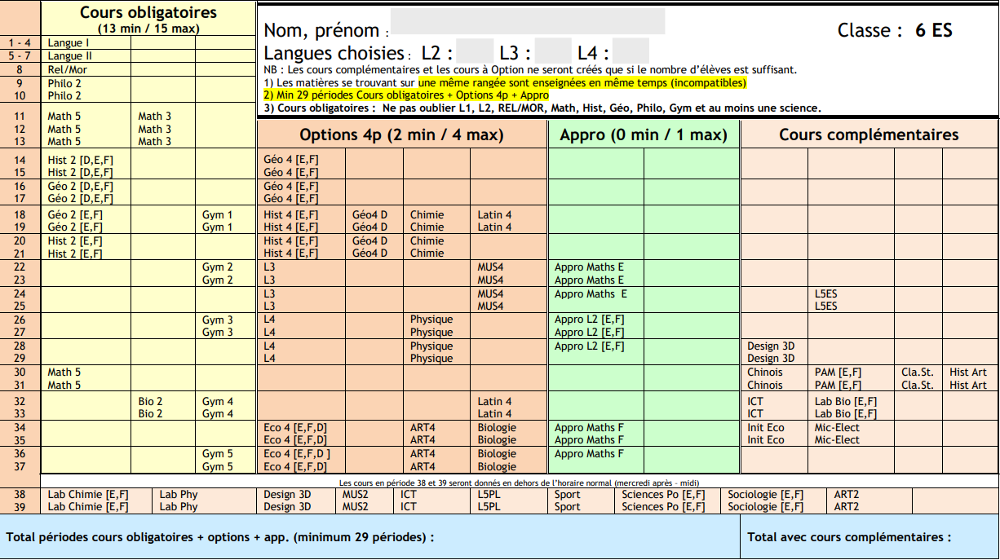 Cours obligatoires
(13 min / 15 max)
Nom, prénom :
Classe : 6 ES
Langues choisies : L2 : L3 : L4 :
NB : Les cours complémentaires et les cours à Option ne seront créés que si le nombre d'élèves est suffisant.
1) Les matières se trouvant sur une même rangée sont enseignées en même temps (incompatibles)
2) Min 29 périodes Cours obligatoires + Options 4p + Appro
3) Cours obligatoires : Ne pas oublier L1, L2, REL/MOR, Math, Hist, Géo, Philo, Gym et au moins une science.
1 - 4 Langue I
5 - 7 Langue II
8 Rel/Mor
9 Philo 2
10 Philo 2
11 Math 5 Math 3
12 Math 5 Math 3
13 Math 5 Math 3
Options 4p (2 min / 4 max) Appro (0 min / 1 max) Cours complémentaires
14 Hist 2 [D,E,F] Géo 4 [E,F]
15 Hist 2 [D,E,F] Géo 4 [E,F]
16 Géo 2 [D,E,F] Géo 4 [E,F]
17 Géo 2 [D,E,F] Géo 4 [E,F]
18 Géo 2 [E,F] Gym 1 Hist 4 [E,F] Géo4 D Chimie Latin 4
19 Géo 2 [E,F] Gym 1 Hist 4 [E,F] Géo4 D Chimie Latin 4
20 Hist 2 [E,F] Hist 4 [E,F] Géo4 D Chimie
21 Hist 2 [E,F] Hist 4 [E,F] Géo4 D Chimie
22 Gym 2 L3 MUS4 Appro Maths E
23 Gym 2 L3 MUS4 Appro Maths E
24 L3 MUS4 Appro Maths E L5ES
25 L3 MUS4 L5ES
26 Gym 3 L4 Physique Appro L2 [E,F]
27 Gym 3 L4 Physique Appro L2 [E,F]
28 L4 Physique Appro L2 [E,F] Design 3D
29 L4 Physique Design 3D
30 Math 5 Chinois PAM [E,F] Cla.St. Hist Art
31 Math 5 Chinois PAM [E,F] Cla.St. Hist Art
32 Bio 2 Gym 4 Latin 4 ICT Lab Bio [E,F]
33 Bio 2 Gym 4 Latin 4 ICT Lab Bio [E,F]
34 Eco 4 [E,F,D] ART4 Biologie Appro Maths F Init Eco Mic-Elect
35 Eco 4 [E,F,D] ART4 Biologie Appro Maths F Init Eco Mic-Elect
36 Gym 5 Eco 4 [E,F,D ] ART4 Biologie Appro Maths F
37 Gym 5 Eco 4 [E,F,D] ART4 Biologie
Les cours en période 38 et 39 seront donnés en dehors de l'horaire normal (mercredi après - midi)
38 Lab Chimie [E,F] Lab Phy Design 3D MUS2 ICT L5PL Sport Sciences Po [E,F] Sociologie [E,F] ART2
39 Lab Chimie [E,F] Lab Phy Design 3D MUS2 ICT L5PL Sport Sciences Po [E,F] Sociologie [E,F] ART2
Total périodes cours obligatoires + options + app. (minimum 29 périodes) : Total avec cours complémentaires :